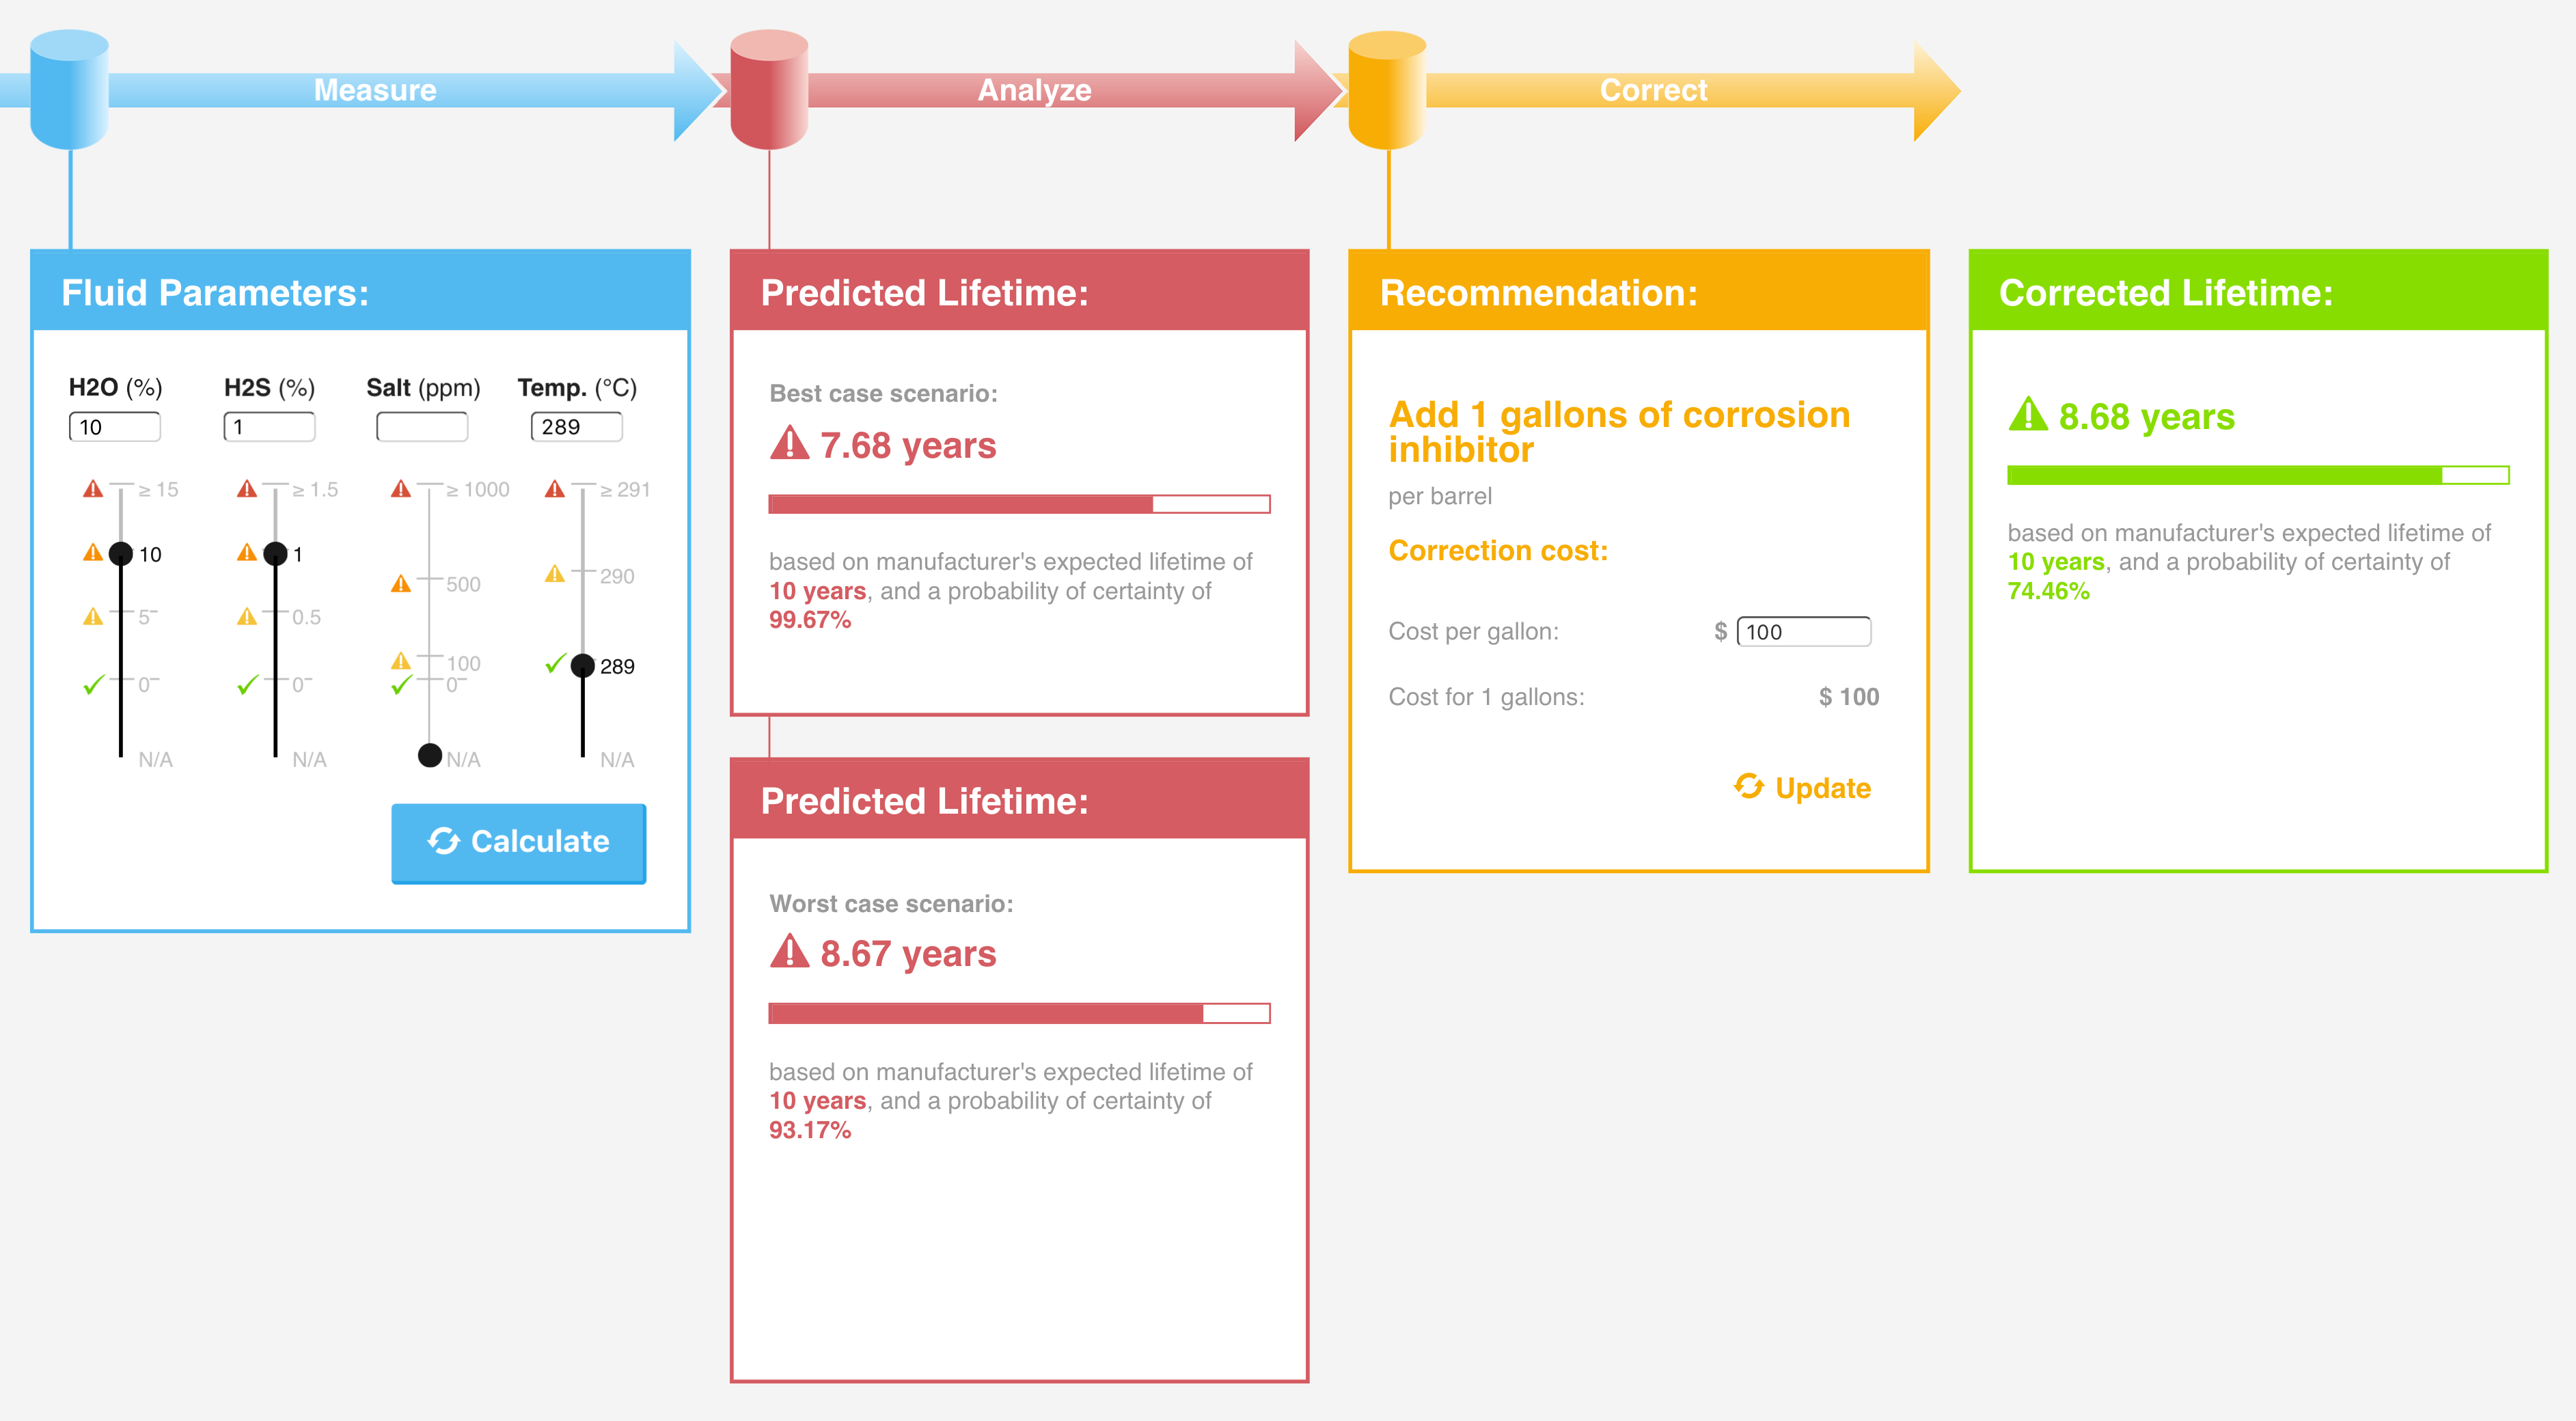 Measure
Analyze
Correct
Fluid Parameters:
H2O (%)
H2S (%)
Salt (ppm)
Temp. (°C)
10
1
289
≥ 15
10
5
0
N/A
≥ 1.5
1
0.5
0
N/A
≥ 1000
500
100
0
N/A
≥ 291
290
289
N/A
Calculate
Predicted Lifetime:
Best case scenario:
7.68 years
based on manufacturer's expected lifetime of
10 years, and a probability of certainty of
99.67%
Predicted Lifetime:
Worst case scenario:
8.67 years
based on manufacturer's expected lifetime of
10 years, and a probability of certainty of
93.17%
Recommendation:
Add 1 gallons of corrosion
inhibitor
per barrel
Correction cost:
Cost per gallon: $ 100
Cost for 1 gallons: $ 100
Update
Corrected Lifetime:
8.68 years
based on manufacturer's expected lifetime of
10 years, and a probability of certainty of
74.46%